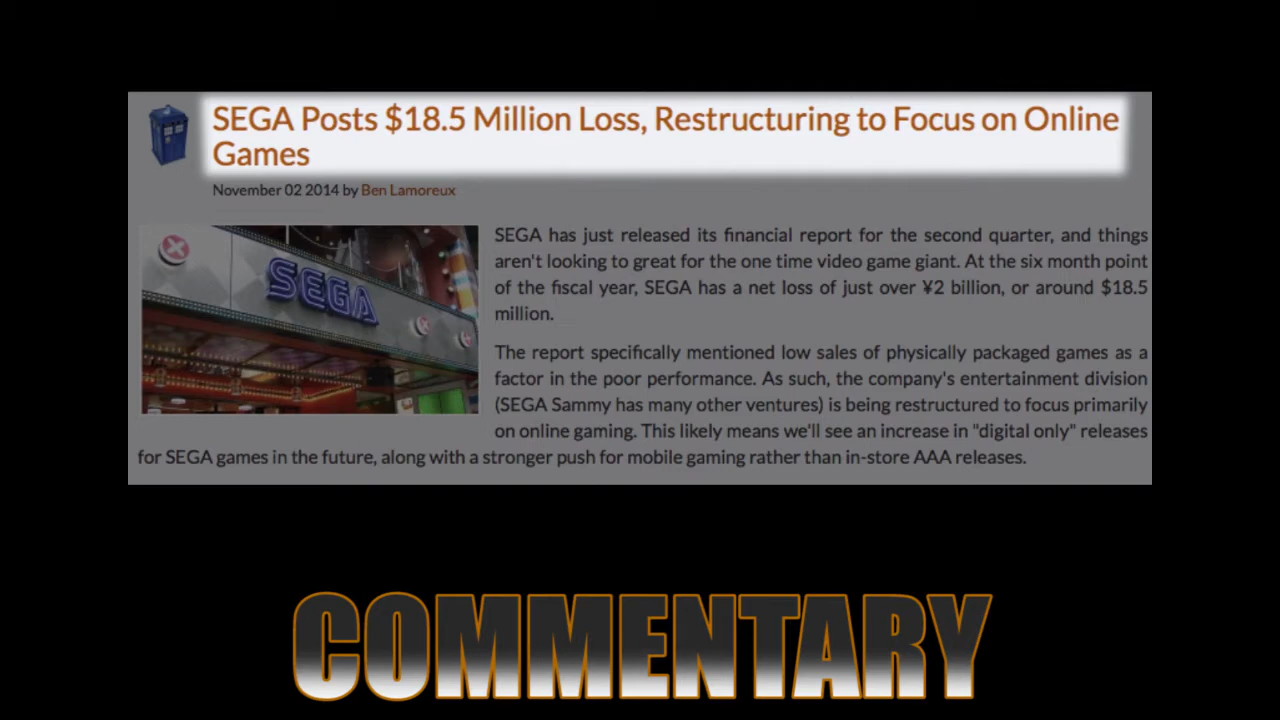 SEGA Posts $18.5 Million Loss, Restructuring to Focus on Online
Games
November 02 2014 by Ben Lamoreux
SEGA
SEGA has just released its financial report for the second quarter, and things
aren't looking to great for the one time video game giant. At the six month point
of the fiscal year, SEGA has a net loss of just over ¥2 billion, or around $18.5
million.
The report specifically mentioned low sales of physically packaged games as a
factor in the poor performance. As such, the company's entertainment division
(SEGA Sammy has many other ventures) is being restructured to focus primarily
on online gaming. This likely means we'll see an increase in "digital only" releases
for SEGA games in the future, along with a stronger push for mobile gaming rather than in-store AAA releases.
COMMENTARY